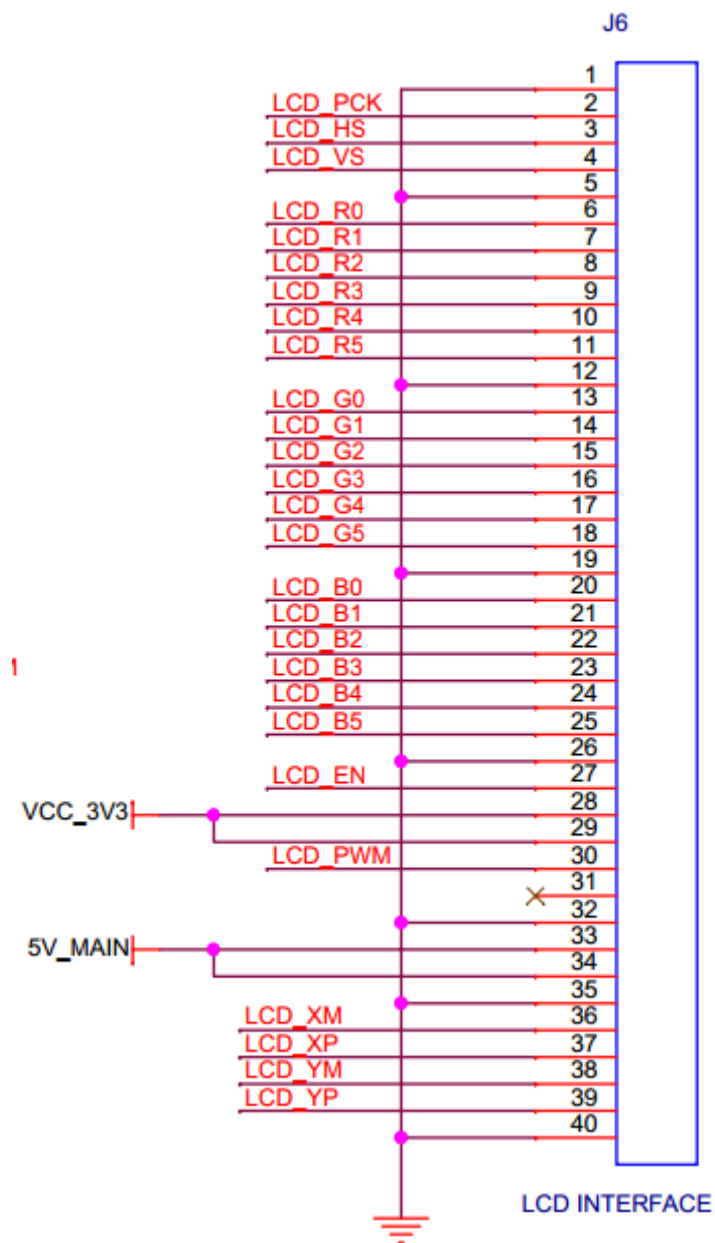 J6
1
LCD_PCK 2
LCD_HS 3
LCD_VS 4
5
LCD_R0 6
LCD_R1 7
LCD_R2 8
LCD_R3 9
LCD_R4 10
LCD_R5 11
12
LCD_G0 13
LCD_G1 14
LCD_G2 15
LCD_G3 16
LCD_G4 17
LCD_G5 18
19
LCD_B0 20
LCD_B1 21
LCD_B2 22
LCD_B3 23
LCD_B4 24
LCD_B5 25
26
LCD_EN 27
VCC_3V3 28
29
LCD_PWM 30
31
32
5V_MAIN 33
34
35
LCD_XM 36
LCD_XP 37
LCD_YM 38
LCD_YP 39
40
LCD INTERFACE